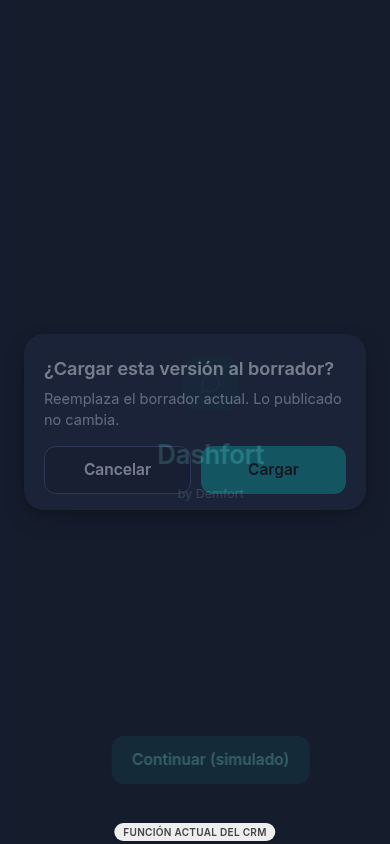 ¿Cargar esta versión al borrador?
Reemplaza el borrador actual. Lo publicado
no cambia.
Dashfort
Cancelar
Cargar
by Demfort
Continuar (simulado)
FUNCIÓN ACTUAL DEL CRM